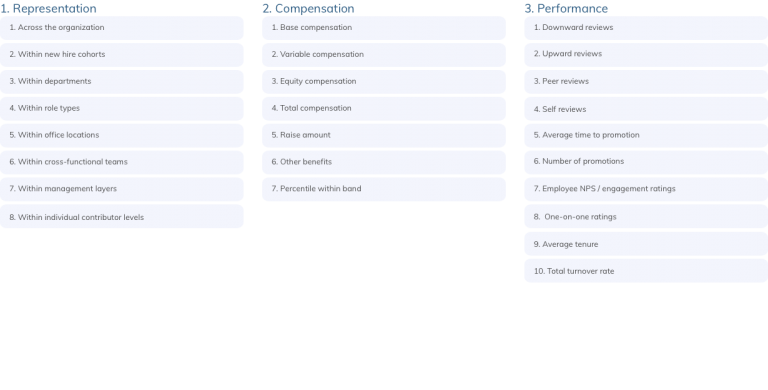 1. Representation
1. Across the organization
2. Within new hire cohorts
3. Within departments
4. Within role types
5. Within office locations
6. Within cross-functional teams
7. Within management layers
8. Within individual contributor levels
2. Compensation
1. Base compensation
2. Variable compensation
3. Equity compensation
4. Total compensation
5. Raise amount
6. Other benefits
7. Percentile within band
3. Performance
1. Downward reviews
2. Upward reviews
3. Peer reviews
4. Self reviews
5. Average time to promotion
6. Number of promotions
7. Employee NPS / engagement ratings
8. One-on-one ratings
9. Average tenure
10. Total turnover rate